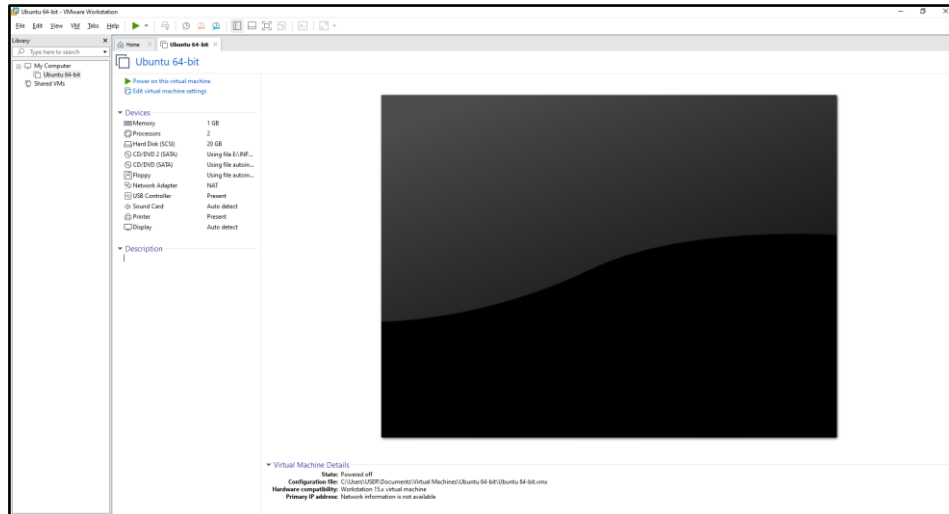 Ubuntu 64-bit - VMware Workstation
File Edit View VM Tabs Help
Library
Type here to search
My Computer
Ubuntu 64-bit
Shared VMs
Home
Ubuntu 64-bit
Ubuntu 64-bit
Power on this virtual machine
Edit virtual machine settings
Devices
Memory 1 GB
Processors 2
Hard Disk (SCSI) 20 GB
CD/DVD 2 (SATA) Using file E:\INF...
CD/DVD (SATA) Using file autoin...
Floppy Using file autoin...
Network Adapter NAT
USB Controller Present
Sound Card Auto detect
Printer Present
Display Auto detect
Description
Virtual Machine Details
State: Powered off
Configuration file: C:\Users\USER\Documents\Virtual Machines\Ubuntu 64-bit\Ubuntu 64-bit.vmx
Hardware compatibility: Workstation 15.x virtual machine
Primary IP address: Network information is not available